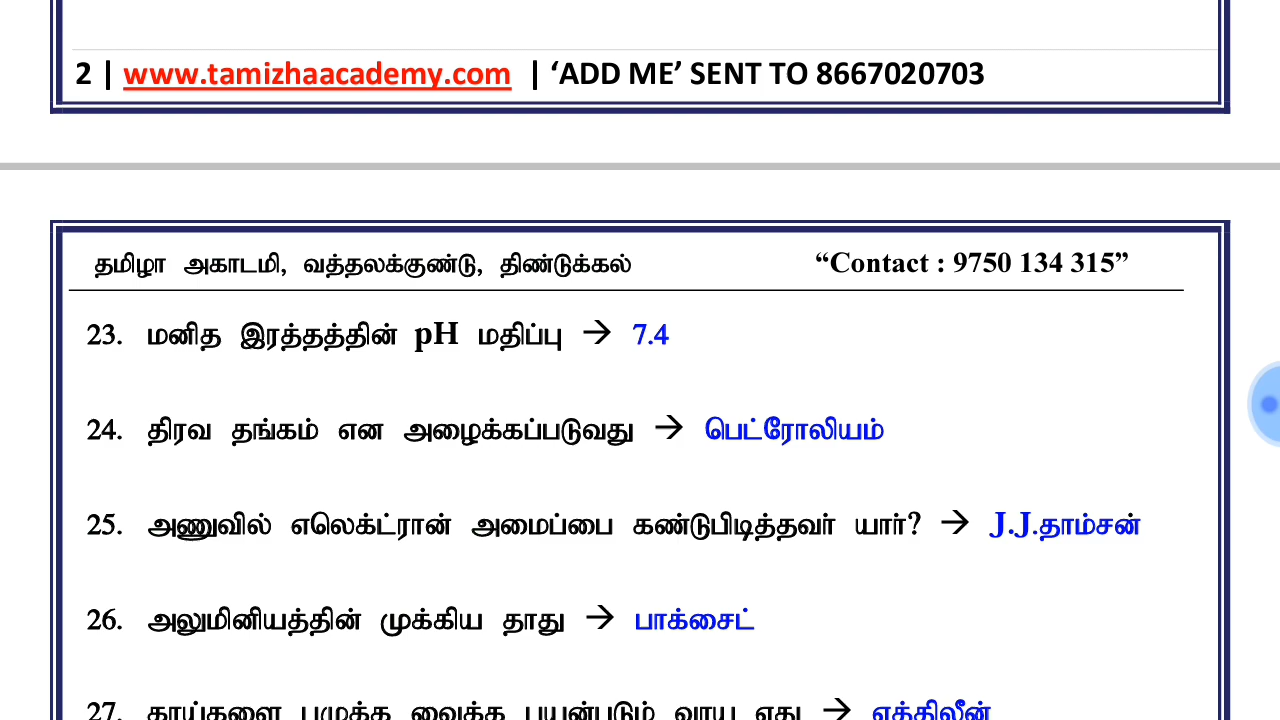 2 | www.tamizhaacademy.com | ‘ADD ME’ SENT TO 8667020703
தமிழா அகாடமி, வத்தலக்குண்டு, திண்டுக்கல் “Contact : 9750 134 315”
23. மனித இரத்தத்தின் pH மதிப்பு → 7.4
24. திரவ தங்கம் என அழைக்கப்படுவது → பெட்ரோலியம்
25. அணுவில் எலெக்ட்ரான் அமைப்பை கண்டுபிடித்தவர் யார்? → J.J.தாம்சன்
26. அலுமினியத்தின் முக்கிய தாது → பாக்சைட்
27. காய்களை பழுக்க வைக்க பயன்படும் வாயு எது → எத்திலீன்